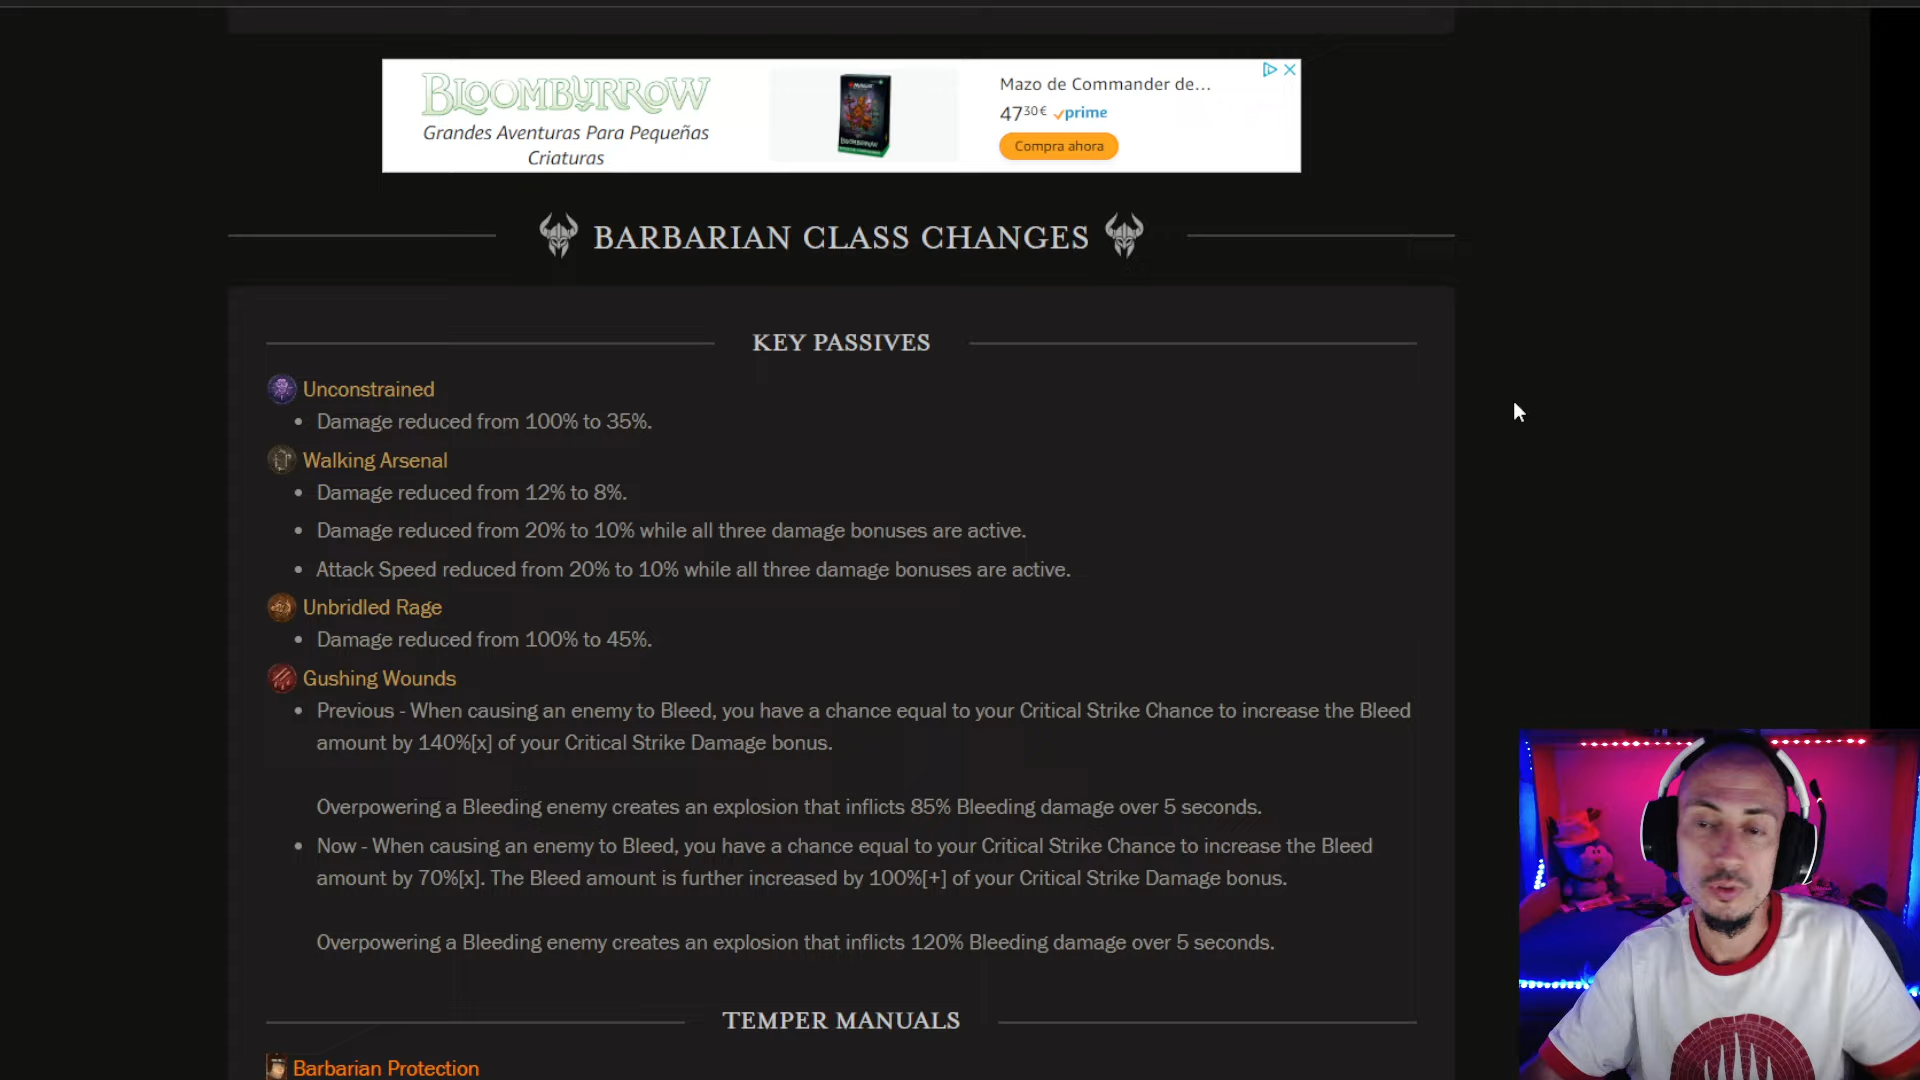 BLOOMBURROW
Grandes Aventuras Para Pequeñas
Criaturas
BLOOMBURROW
Mazo de Commander de...
47³⁰€ prime
Compra ahora
BARBARIAN CLASS CHANGES
KEY PASSIVES
Unconstrained
• Damage reduced from 100% to 35%.
Walking Arsenal
• Damage reduced from 12% to 8%.
• Damage reduced from 20% to 10% while all three damage bonuses are active.
• Attack Speed reduced from 20% to 10% while all three damage bonuses are active.
Unbridled Rage
• Damage reduced from 100% to 45%.
Gushing Wounds
• Previous - When causing an enemy to Bleed, you have a chance equal to your Critical Strike Chance to increase the Bleed
amount by 140%[x] of your Critical Strike Damage bonus.
Overpowering a Bleeding enemy creates an explosion that inflicts 85% Bleeding damage over 5 seconds.
• Now - When causing an enemy to Bleed, you have a chance equal to your Critical Strike Chance to increase the Bleed
amount by 70%[x]. The Bleed amount is further increased by 100%[+] of your Critical Strike Damage bonus.
Overpowering a Bleeding enemy creates an explosion that inflicts 120% Bleeding damage over 5 seconds.
TEMPER MANUALS
Barbarian Protection